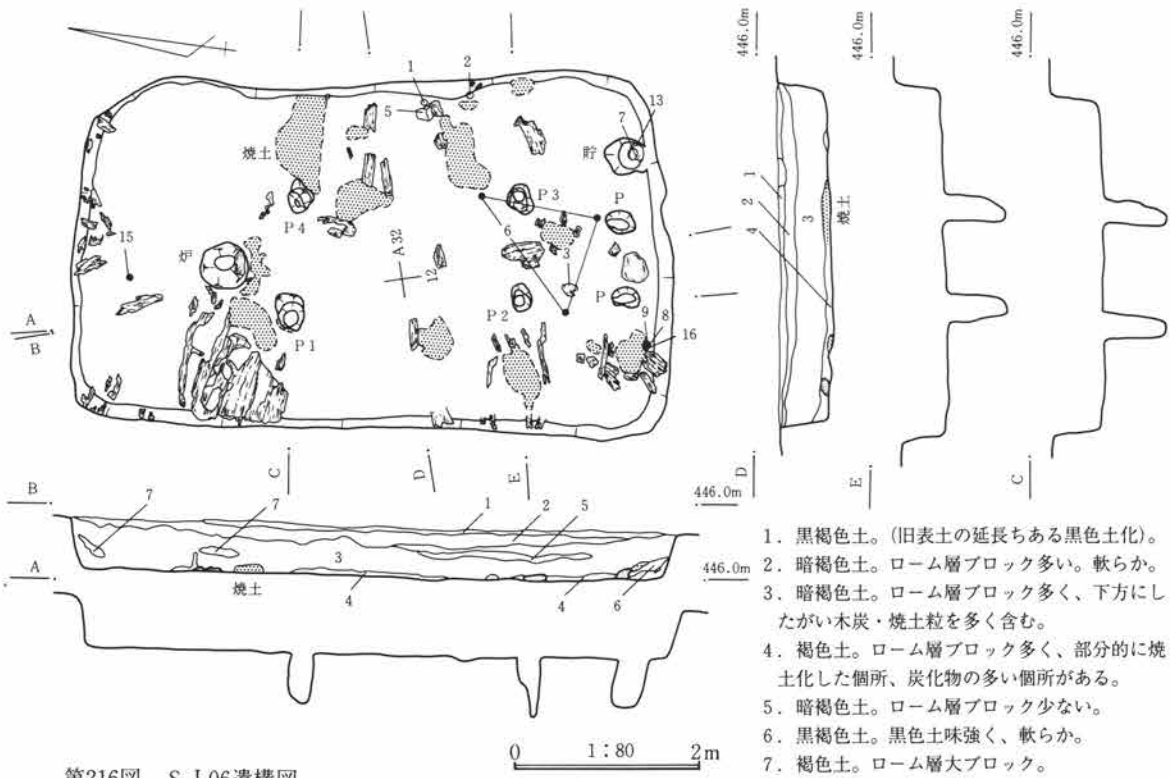 446.0m
446.0m
446.0m
1
2
5
7
13
焼土
貯
P4
P3
P
6
15
炉
A32
12
3
P2
P
P1
9
8
16
A
B
C
D
E
1
2
3
4
焼土
D
E
C
B
446.0m
7
7
1
2
5
3
A
焼土
4
4
6
446.0m
1．黒褐色土。(旧表土の延長ちある黒色土化)。
2．暗褐色土。ローム層ブロック多い。軟らか。
3．暗褐色土。ローム層ブロック多く、下方にし
たがい木炭・焼土粒を多く含む。
4．褐色土。ローム層ブロック多く、部分的に焼
土化した個所、炭化物の多い個所がある。
5．暗褐色土。ローム層ブロック少ない。
6．黒褐色土。黒色土味強く、軟らか。
7．褐色土。ローム層大ブロック。
0 1:80 2m
第216図 SJ06遺構図